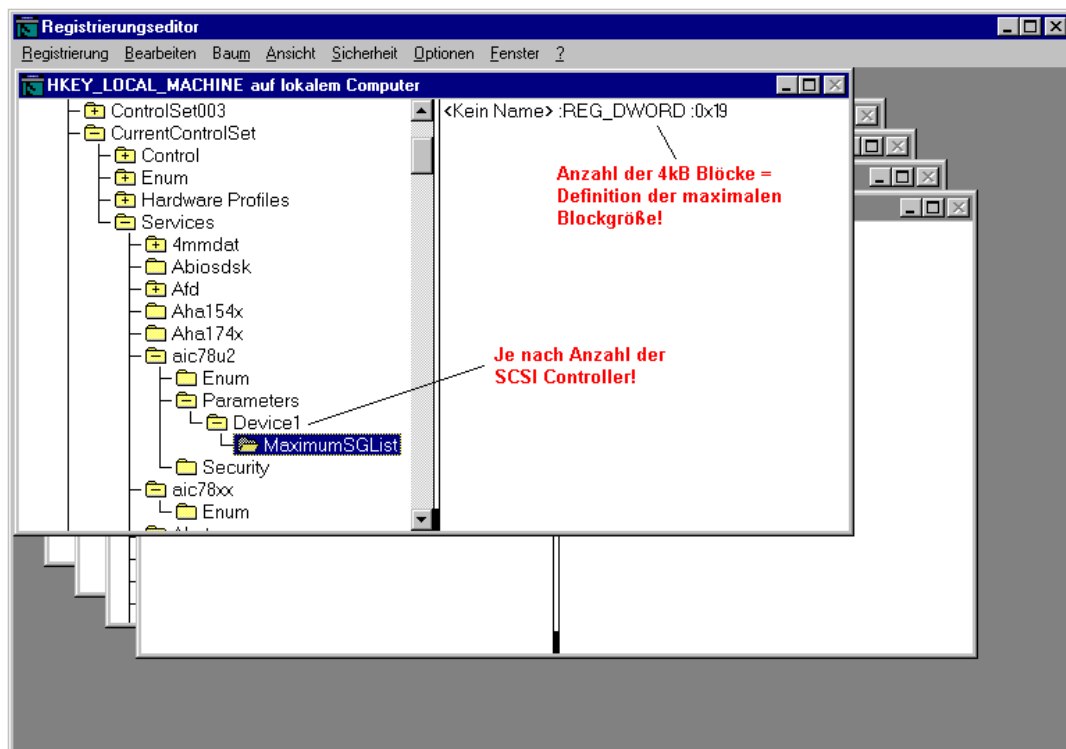 Registrierungseditor
Registrierung Bearbeiten Baum Ansicht Sicherheit Optionen Fenster ?
HKEY_LOCAL_MACHINE auf lokalem Computer
ControlSet003
CurrentControlSet
Control
Enum
Hardware Profiles
Services
4mmdat
Abiosdsk
Afd
Aha154x
Aha174x
aic78u2
Enum
Parameters
Device1
MaximumSGList
Security
aic78xx
Enum
<Kein Name> :REG_DWORD :0x19
Anzahl der 4kB Blöcke =
Definition der maximalen
Blockgröße!
Je nach Anzahl der
SCSI Controller!